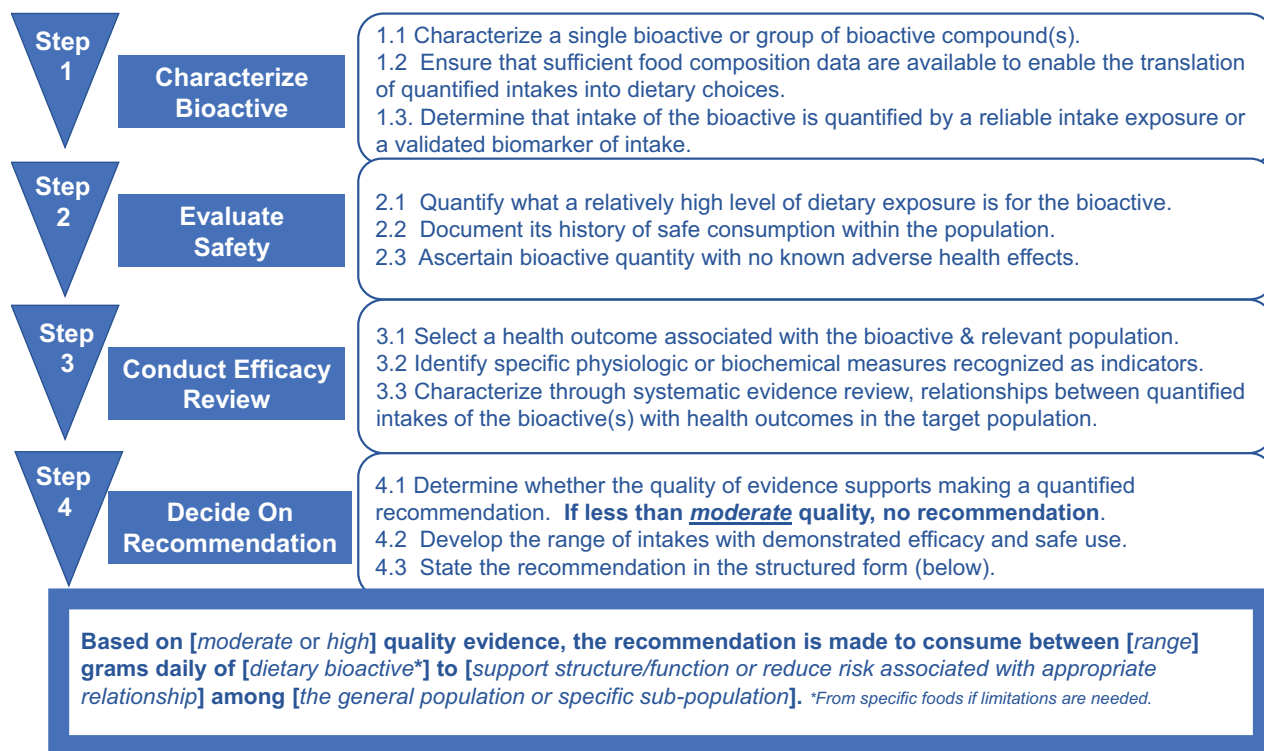 Step
1
Characterize
Bioactive
1.1 Characterize a single bioactive or group of bioactive compound(s).
1.2  Ensure that sufficient food composition data are available to enable the translation
of quantified intakes into dietary choices.
1.3. Determine that intake of the bioactive is quantified by a reliable intake exposure or
a validated biomarker of intake.
Step
2
Evaluate
Safety
2.1  Quantify what a relatively high level of dietary exposure is for the bioactive.
2.2  Document its history of safe consumption within the population.
2.3  Ascertain bioactive quantity with no known adverse health effects.
Step
3
Conduct Efficacy
Review
3.1 Select a health outcome associated with the bioactive & relevant population.
3.2 Identify specific physiologic or biochemical measures recognized as indicators.
3.3 Characterize through systematic evidence review, relationships between quantified
intakes of the bioactive(s) with health outcomes in the target population.
Step
4
Decide On
Recommendation
4.1 Determine whether the quality of evidence supports making a quantified
recommendation.  If less than moderate quality, no recommendation.
4.2  Develop the range of intakes with demonstrated efficacy and safe use.
4.3  State the recommendation in the structured form (below).
Based on [moderate or high] quality evidence, the recommendation is made to consume between [range]
grams daily of [dietary bioactive*] to [support structure/function or reduce risk associated with appropriate
relationship] among [the general population or specific sub-population]. *From specific foods if limitations are needed.